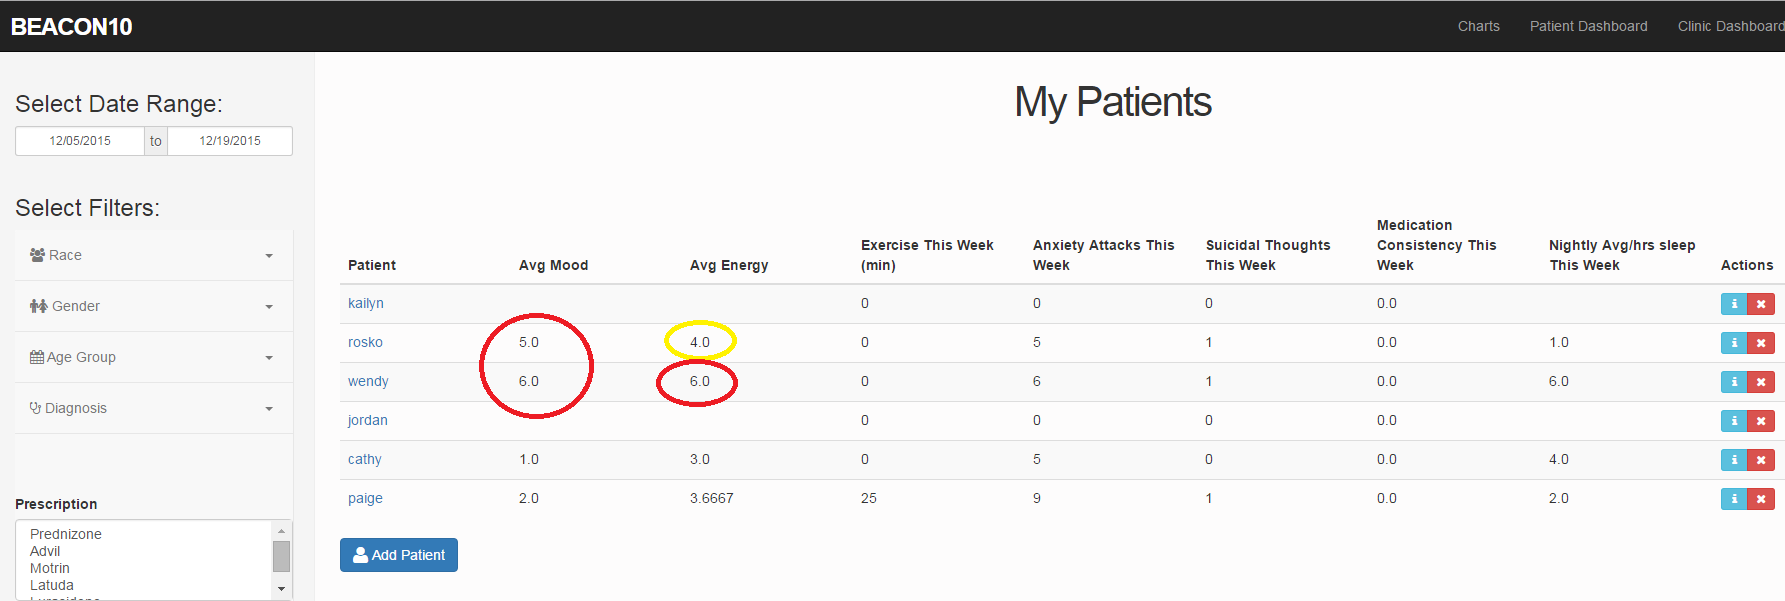 BEACON10
Charts Patient Dashboard Clinic Dashboard
Select Date Range:
12/05/2015 to 12/19/2015
Select Filters:
Race
Gender
Age Group
Diagnosis
Prescription
Prednizone
Advil
Motrin
Latuda
My Patients
Patient Avg Mood Avg Energy Exercise This Week (min) Anxiety Attacks This Week Suicidal Thoughts This Week Medication Consistency This Week Nightly Avg/hrs sleep This Week Actions
kailyn 0 0 0 0.0
rosko 5.0 4.0 0 5 1 0.0 1.0
wendy 6.0 6.0 0 6 1 0.0 6.0
jordan 0 0 0 0.0
cathy 1.0 3.0 0 5 0 0.0 4.0
paige 2.0 3.6667 25 9 1 0.0 2.0
Add Patient